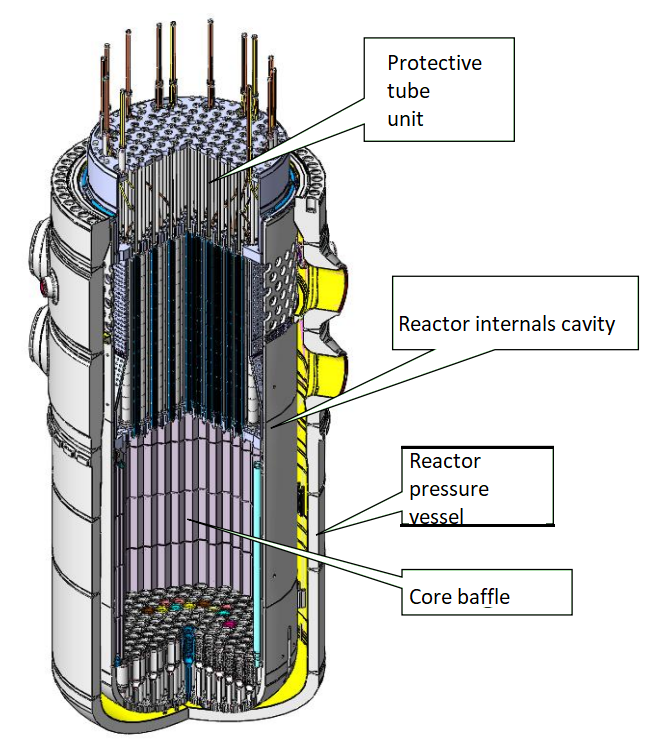 Protective
tube
unit
Reactor internals cavity
Reactor
pressure
vessel
Core baffle